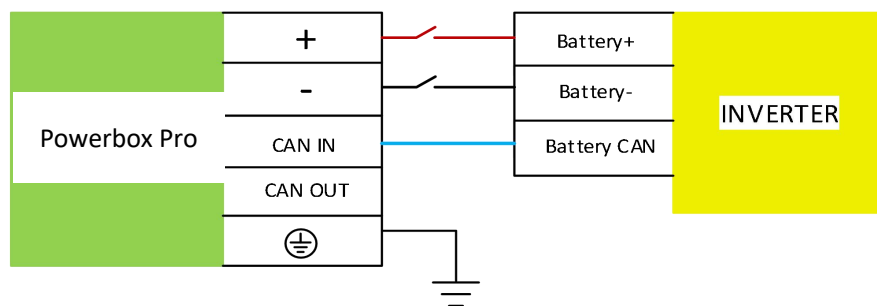 Powerbox Pro
+
-
CAN IN
CAN OUT
Battery+
Battery-
Battery CAN
INVERTER